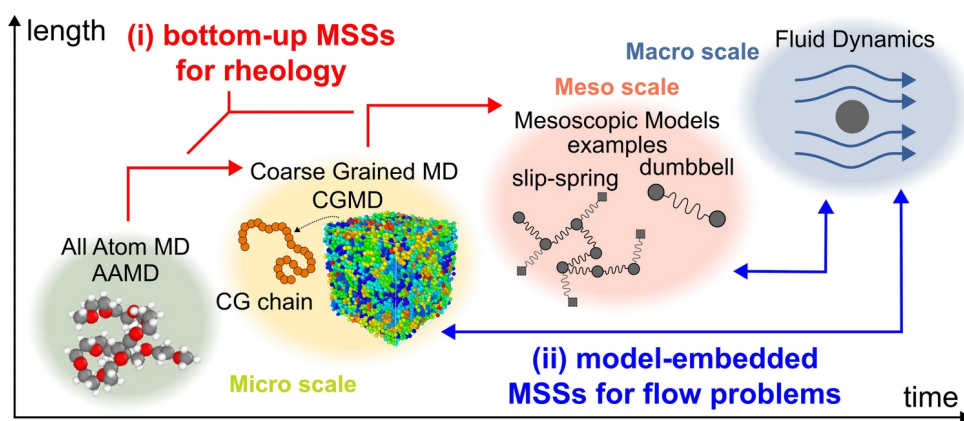 length
(i) bottom-up MSSs
for rheology
Fluid Dynamics
Macro scale
Meso scale
Mesoscopic Models
examples
slip-spring
dumbbell
Coarse Grained MD
CGMD
CG chain
All Atom MD
AAMD
Micro scale
(ii) model-embedded
MSSs for flow problems
time